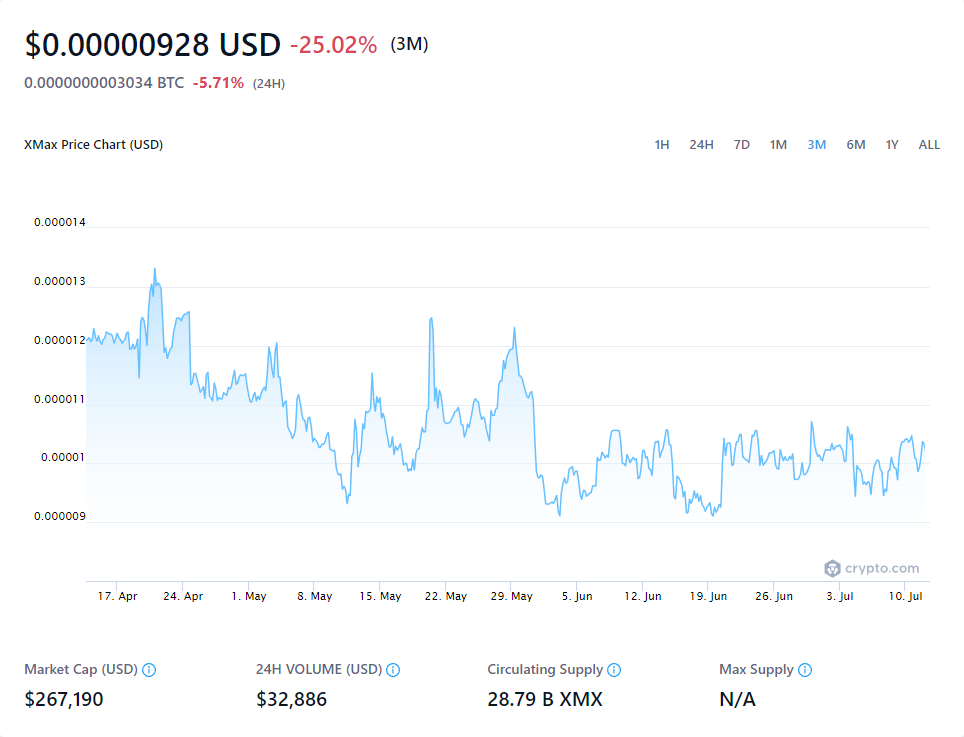 $0.00000928 USD -25.02% (3M)
0.0000000003034 BTC -5.71% (24H)
XMax Price Chart (USD) 1H 24H 7D 1M 3M 6M 1Y ALL
0.000014
0.000013
0.000012
0.000011
0.00001
0.000009
crypto.com
17. Apr 24. Apr 1. May 8. May 15. May 22. May 29. May 5. Jun 12. Jun 19. Jun 26. Jun 3. Jul 10. Jul
Market Cap (USD) 24H VOLUME (USD) Circulating Supply Max Supply
$267,190 $32,886 28.79 B XMX N/A